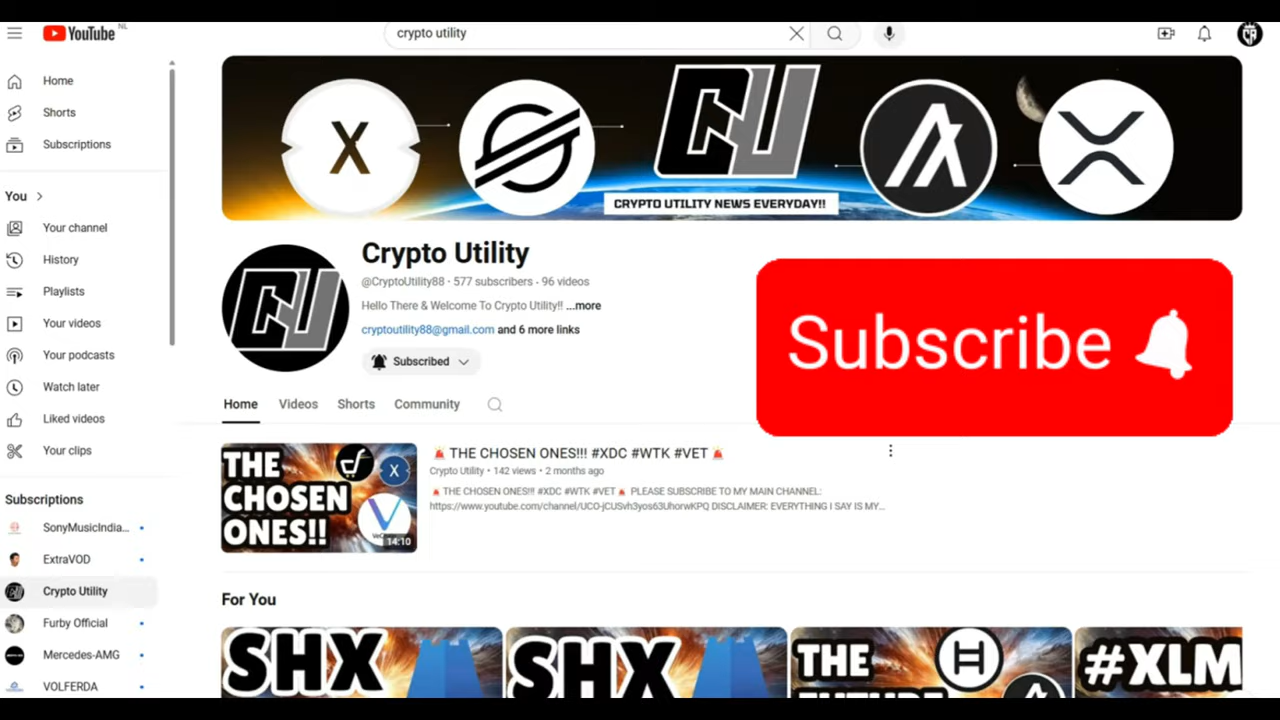 YouTube NL
crypto utility
Home
Shorts
Subscriptions
You
Your channel
History
Playlists
Your videos
Your podcasts
Watch later
Liked videos
Your clips
Subscriptions
SonyMusicIndia...
ExtraVOD
Crypto Utility
Furby Official
Mercedes-AMG
VOLFERDA
X
CU
CRYPTO UTILITY NEWS EVERYDAY!!
CU
Crypto Utility
@CryptoUtility88 · 577 subscribers · 96 videos
Hello There & Welcome To Crypto Utility!! ...more
cryptoutility88@gmail.com and 6 more links
Subscribed
Subscribe
Home Videos Shorts Community
THE
CHOSEN
ONES!!
X
14:10
🚨 THE CHOSEN ONES!!! #XDC #WTK #VET 🚨
Crypto Utility • 142 views • 2 months ago
🚨 THE CHOSEN ONES!!! #XDC #WTK #VET 🚨 PLEASE SUBSCRIBE TO MY MAIN CHANNEL:
https://www.youtube.com/channel/UCO-jCUSvh3yos63UhorwKPQ DISCLAIMER: EVERYTHING I SAY IS MY...
For You
SHX
SHX
THE
#XLM